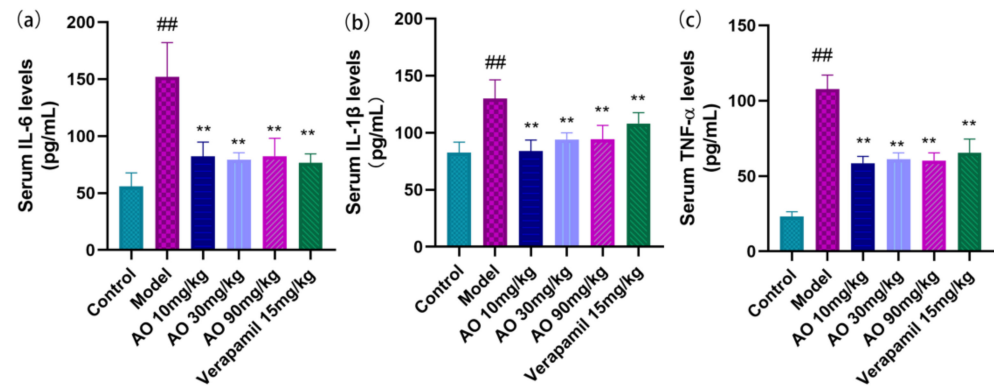 (a)
Serum IL-6 levels
(pg/mL)
200
150
100
50
0
##
**
**
**
**
Control
Model
AO 10mg/kg
AO 30mg/kg
AO 90mg/kg
Verapamil 15mg/kg
(b)
Serum IL-1β levels
(pg/mL)
200
150
100
50
0
##
**
**
**
**
Control
Model
AO 10mg/kg
AO 30mg/kg
AO 90mg/kg
Verapamil 15mg/kg
(c)
Serum TNF-α levels
(pg/mL)
150
100
50
0
##
**
**
**
**
Control
Model
AO 10mg/kg
AO 30mg/kg
AO 90mg/kg
Verapamil 15mg/kg